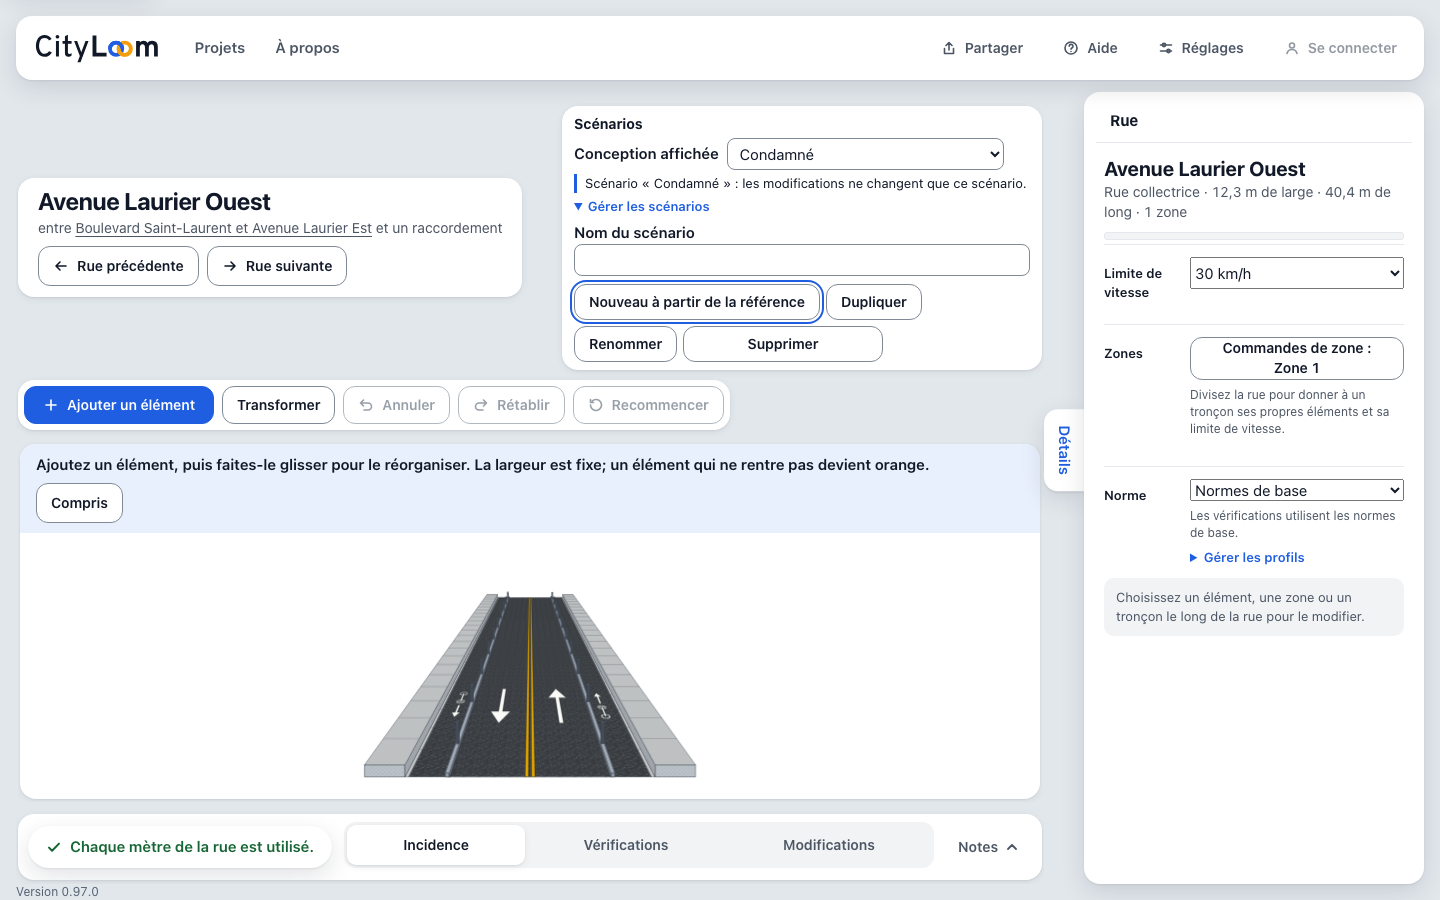 CityLoom
Projets
À propos
Partager
Aide
Réglages
Se connecter
Avenue Laurier Ouest
entre Boulevard Saint-Laurent et Avenue Laurier Est et un raccordement
Rue précédente
Rue suivante
Scénarios
Conception affichée
Condamné
Scénario « Condamné » : les modifications ne changent que ce scénario.
Gérer les scénarios
Nom du scénario
Nouveau à partir de la référence
Dupliquer
Renommer
Supprimer
Ajouter un élément
Transformer
Annuler
Rétablir
Recommencer
Ajoutez un élément, puis faites-le glisser pour le réorganiser. La largeur est fixe; un élément qui ne rentre pas devient orange.
Compris
Chaque mètre de la rue est utilisé.
Incidence
Vérifications
Modifications
Notes
Version 0.97.0
Détails
Rue
Avenue Laurier Ouest
Rue collectrice · 12,3 m de large · 40,4 m de
long · 1 zone
Limite de
vitesse
30 km/h
Zones
Commandes de zone :
Zone 1
Divisez la rue pour donner à un
tronçon ses propres éléments et sa
limite de vitesse.
Norme
Normes de base
Les vérifications utilisent les normes
de base.
Gérer les profils
Choisissez un élément, une zone ou un
tronçon le long de la rue pour le modifier.